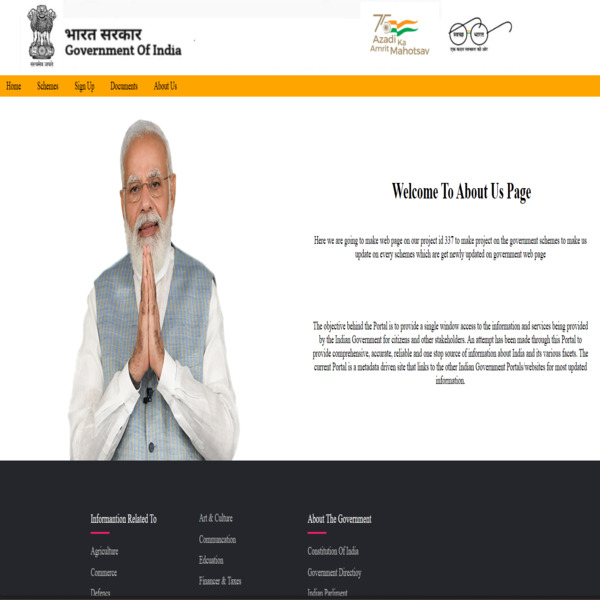 भारत सरकार
Government Of India
सत्यमेव जयते
75
Azadi Ka
Amrit Mahotsav
स्वच्छ भारत
एक कदम स्वच्छता की ओर
Home Schemes Sign Up Documents About Us
Welcome To About Us Page
Here we are going to make web page on our project id 337 to make project on the government schemes to make us
update on every schemes which are get newly updated on government web page
The objective behind the Portal is to provide a single window access to the information and services being provided
by the Indian Government for citizens and other stakeholders. An attempt has been made through this Portal to
provide comprehensive, accurate, reliable and one stop source of information about India and its various facets. The
current Portal is a metadata driven site that links to the other Indian Government Portals/websites for most updated
information.
Informantion Related To
Agriculture
Commerce
Defence
Art & Culture
Communcation
Edcuation
Financer & Taxes
About The Government
Constitution Of India
Government Directioy
Indian Parliment